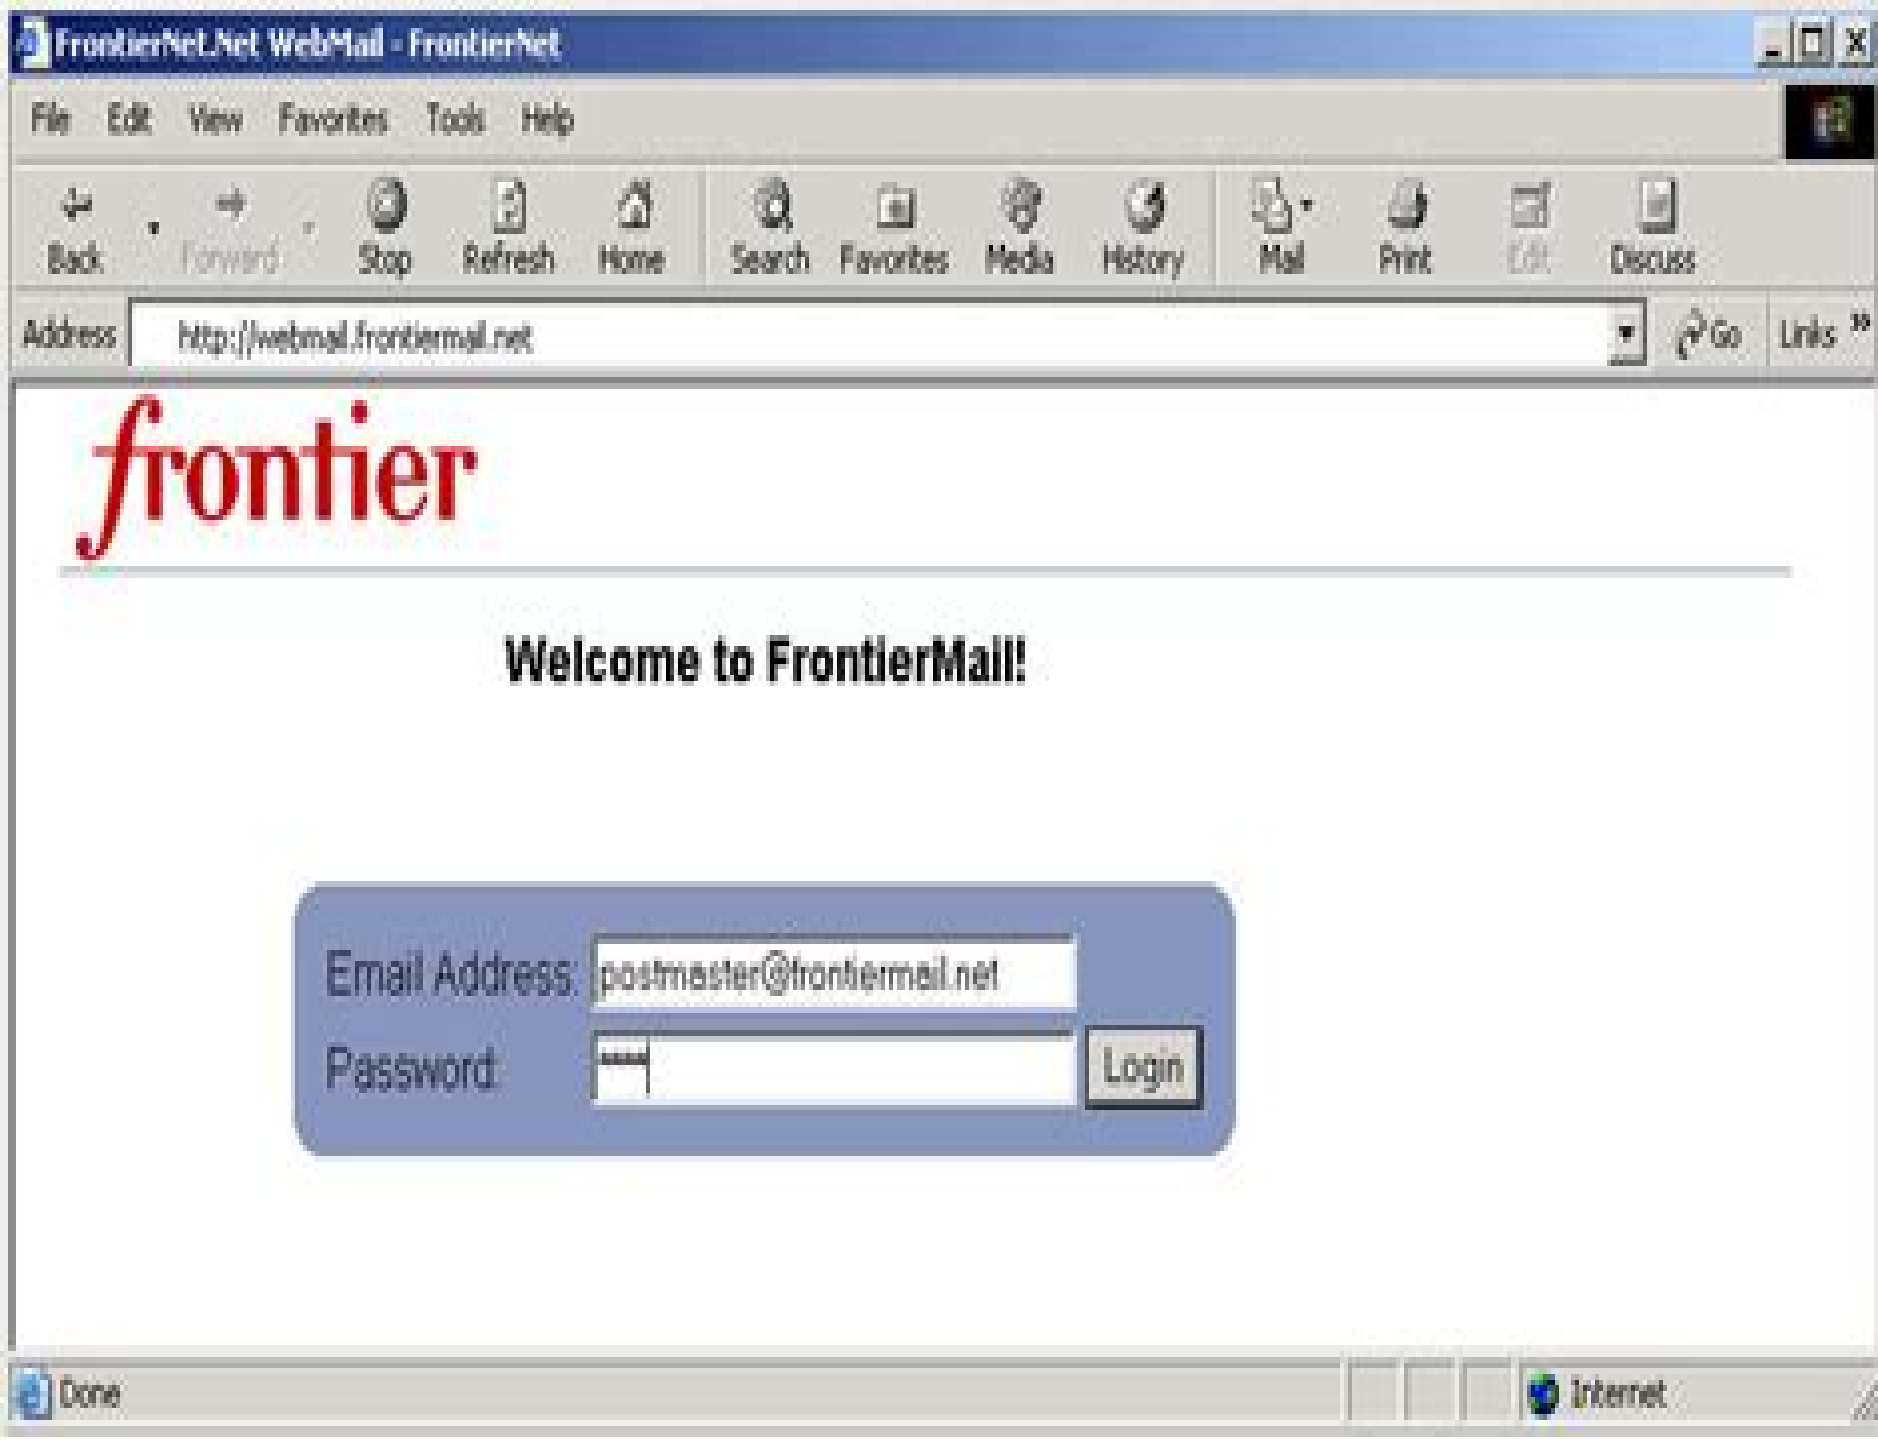 FrontierNet.Net WebMail - FrontierNet
File Edit View Favorites Tools Help
Back Forward Stop Refresh Home Search Favorites Media History Mail Print Edit Discuss
Address http://webmail.frontiermail.net Go Links »
frontier
Welcome to FrontierMail!
Email Address: postmaster@frontiermail.net
Password: ****
Login
Done Internet